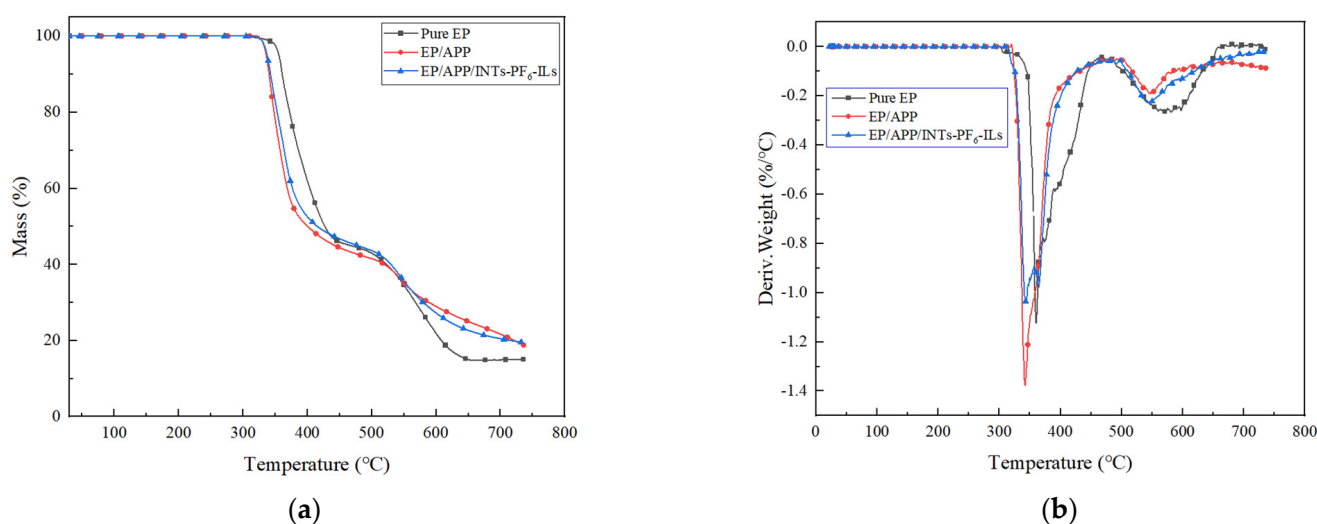 Pure EP
EP/APP
EP/APP/INTs-PF₆-ILs
100
80
60
40
20
0
Mass (%)
100 200 300 400 500 600 700 800
Temperature (℃)
(a)
Pure EP
EP/APP
EP/APP/INTs-PF₆-ILs
0.0
-0.2
-0.4
-0.6
-0.8
-1.0
-1.2
-1.4
Deriv. Weight (%/℃)
0 100 200 300 400 500 600 700 800
Temperature (℃)
(b)